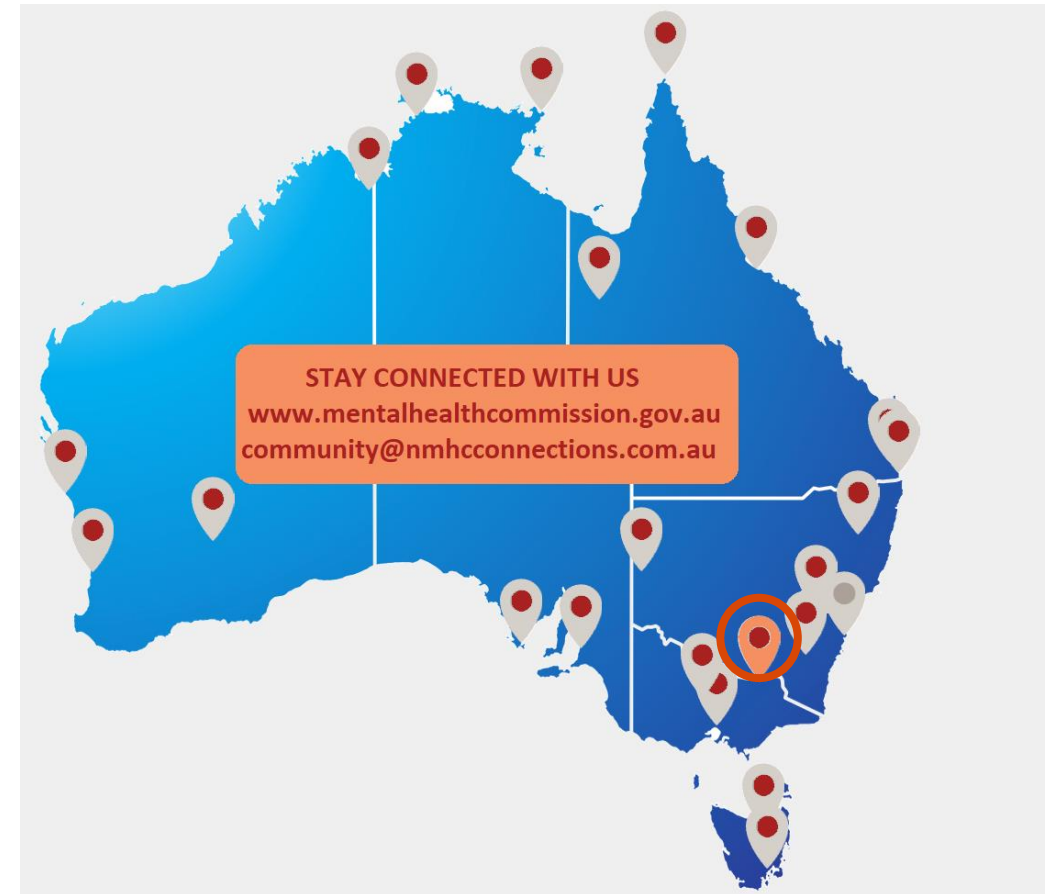 STAY CONNECTED WITH US
www.mentalhealthcommission.gov.au
community@nmhcconnections.com.au